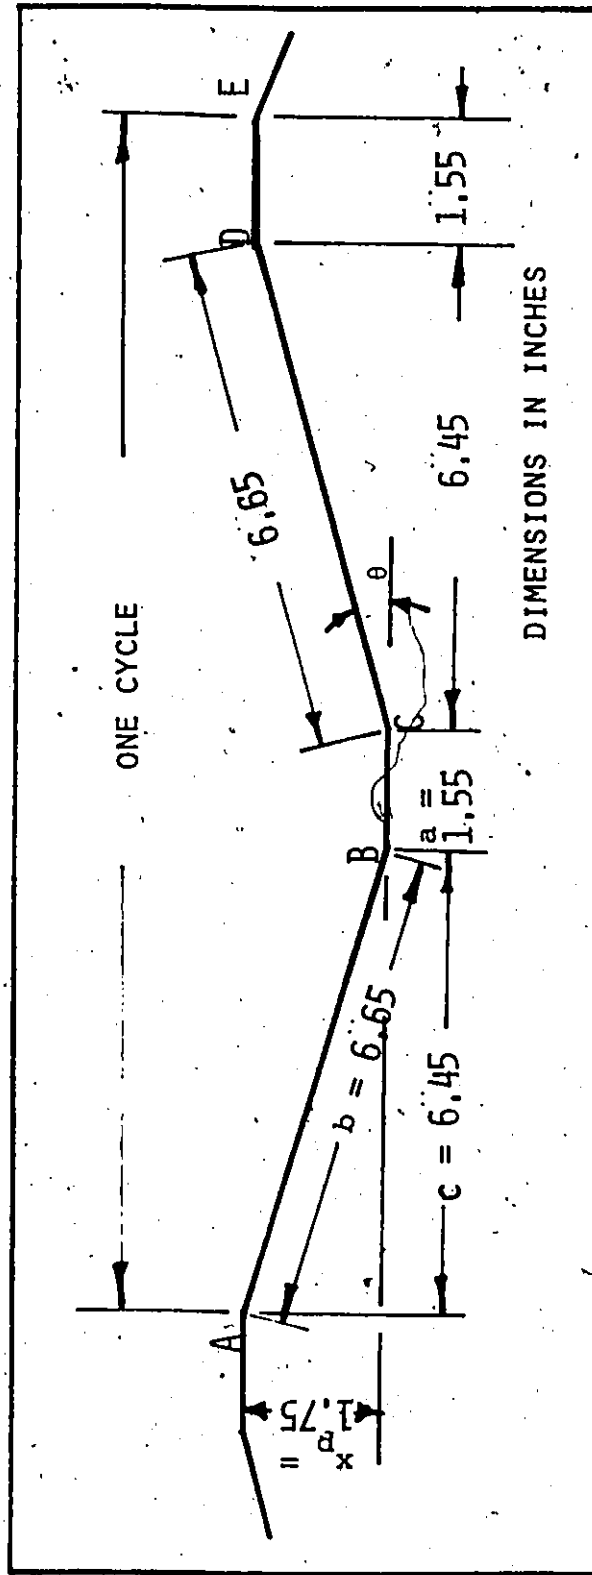 ONE CYCLE
A
B
C
D
E
6.65
θ
x_B =
1.75
b = 6.65
c = 6.45
a =
1.55
6.45
1.55
DIMENSIONS IN INCHES